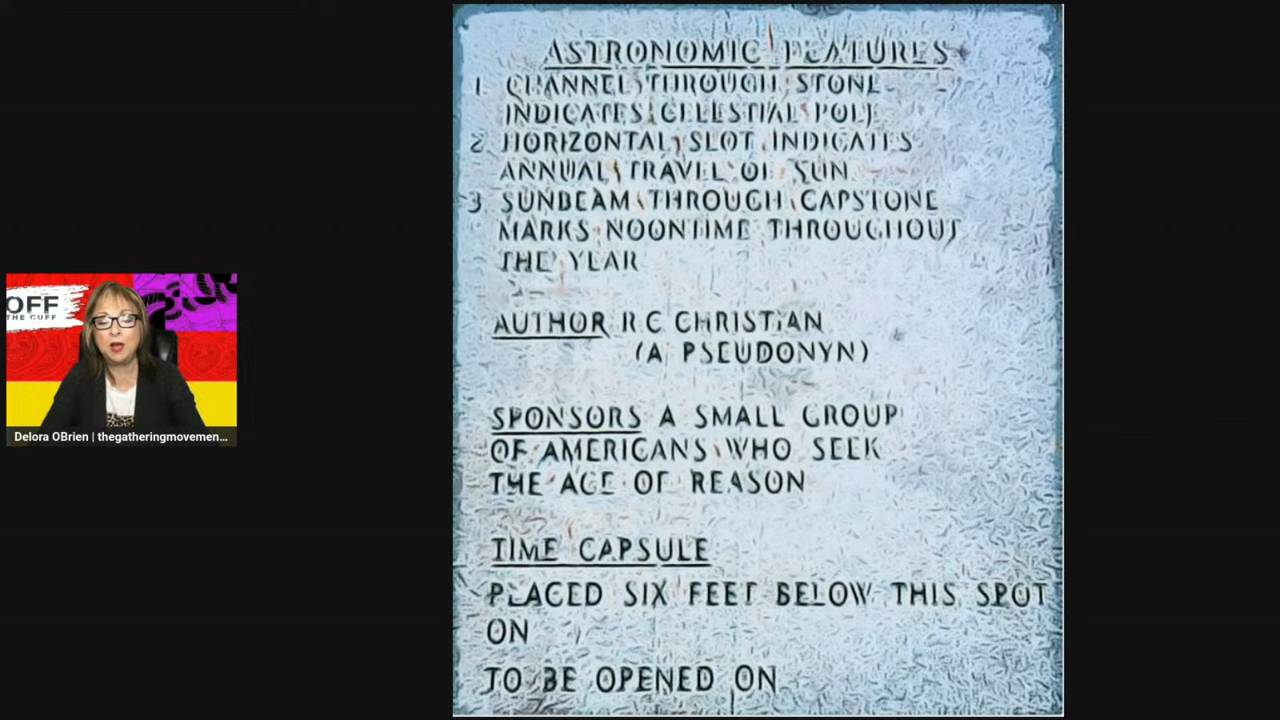 ASTRONOMIC FEATURES
1. CHANNEL THROUGH STONE
INDICATES CELESTIAL POLE
2. HORIZONTAL SLOT INDICATES
ANNUAL TRAVEL OF SUN
3 SUNBEAM THROUGH CAPSTONE
MARKS NOONTIME THROUGHOUT
THE YEAR
AUTHOR R C CHRISTIAN
(A PSEUDONYN)
SPONSORS A SMALL GROUP
OF AMERICANS WHO SEEK
THE AGE OF REASON
TIME CAPSULE
PLACED SIX FEET BELOW THIS SPOT
ON
TO BE OPENED ON
OFF
THE CUFF
Delora OBrien | thegatheringmovemen...